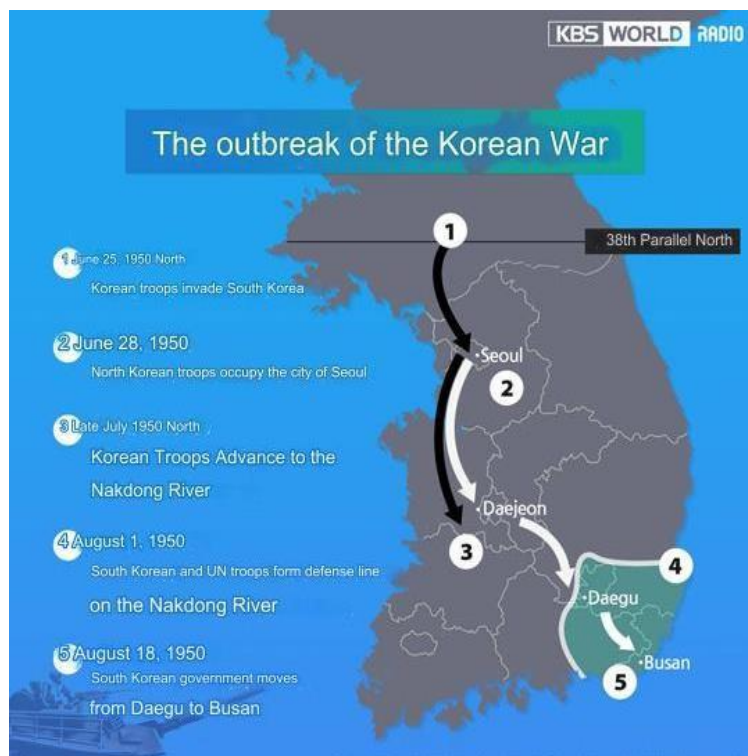 KBS WORLD RADIO
The outbreak of the Korean War
1
38th Parallel North
1 June 25, 1950 North
Korean troops invade South Korea
2 June 28, 1950
North Korean troops occupy the city of Seoul
Seoul
2
3 Late July 1950 North
Korean Troops Advance to the
Nakdong River
Daejeon
3
4 August 1, 1950
South Korean and UN troops form defense line
on the Nakdong River
4
Daegu
5 August 18, 1950
South Korean government moves
from Daegu to Busan
Busan
5